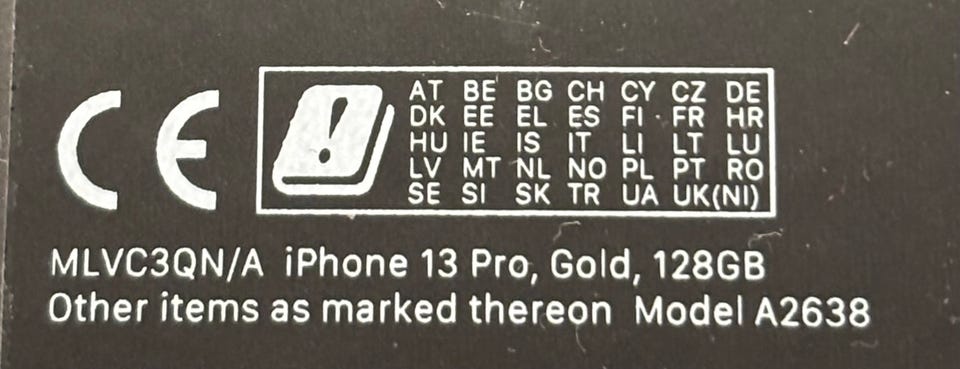 CE
!
AT BE BG CH CY CZ DE
DK EE EL ES FI FR HR
HU IE IS IT LI LT LU
LV MT NL NO PL PT RO
SE SI SK TR UA UK(NI)
MLVC3QN/A iPhone 13 Pro, Gold, 128GB
Other items as marked thereon Model A2638